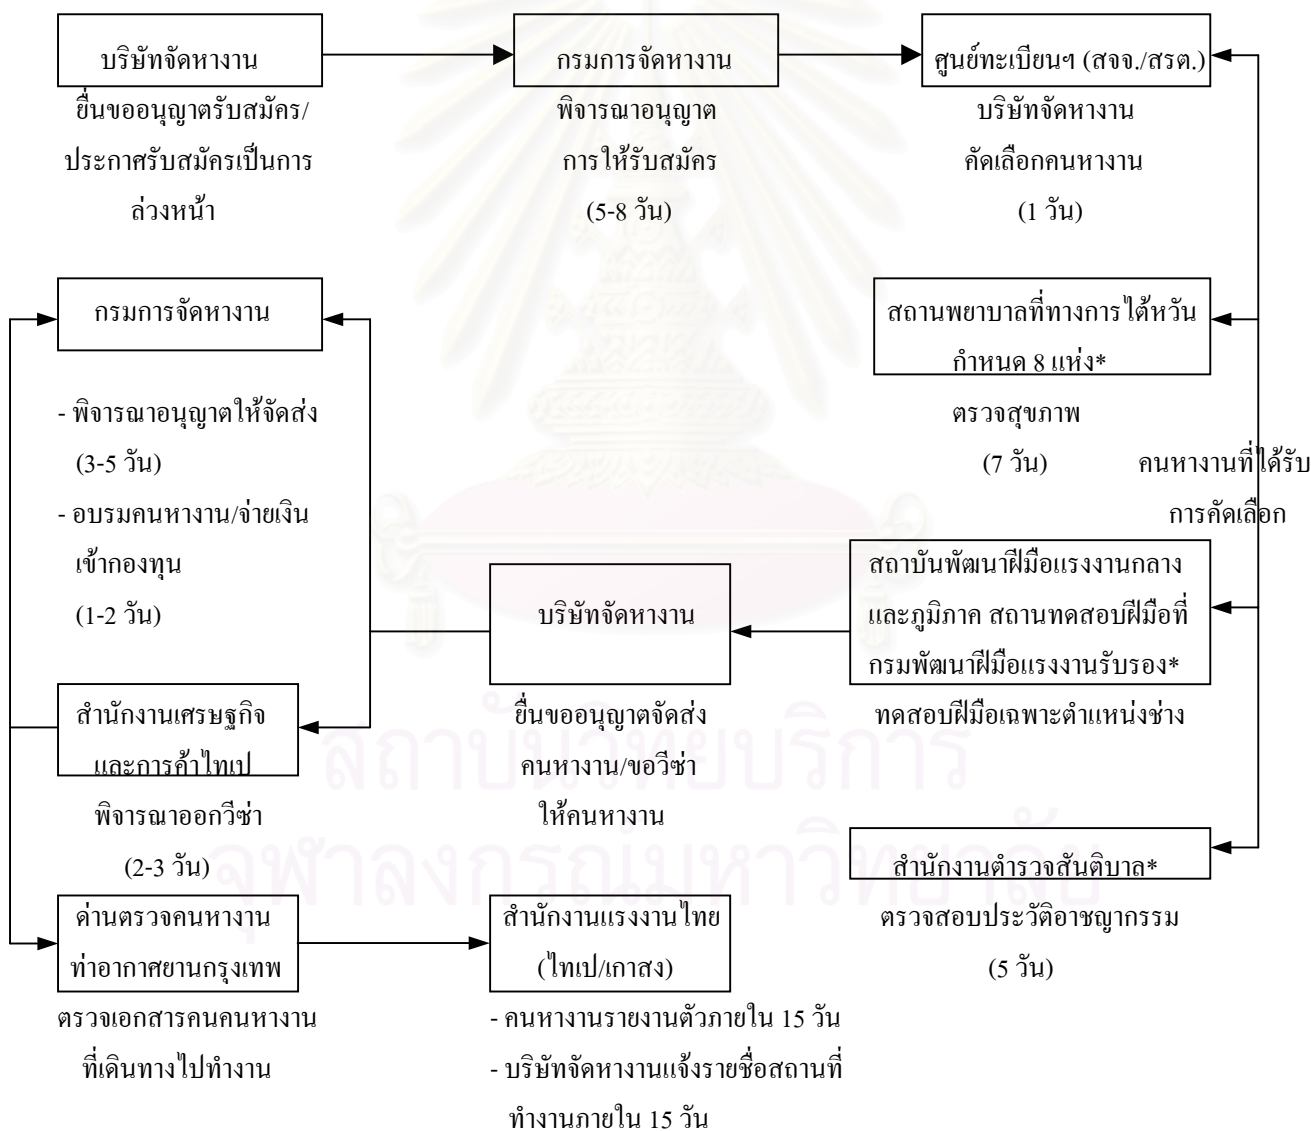 บริษัทจัดหางาน
ยื่นขออนุญาตรับสมัคร/
ประกาศรับสมัครเป็นการ
ล่วงหน้า
กรมการจัดหางาน
พิจารณาอนุญาต
การให้รับสมัคร
(5-8 วัน)
ศูนย์ทะเบียนฯ (สจจ./สรต.)
บริษัทจัดหางาน
คัดเลือกคนหางาน
(1 วัน)
กรมการจัดหางาน
- พิจารณาอนุญาตให้จัดส่ง
(3-5 วัน)
- อบรมคนหางาน/จ่ายเงิน
เข้ากองทุน
(1-2 วัน)
สถานพยาบาลที่ทางการไต้หวัน
กำหนด 8 แห่ง*
ตรวจสุขภาพ
(7 วัน)
คนหางานที่ได้รับ
การคัดเลือก
บริษัทจัดหางาน
ยื่นขออนุญาตจัดส่ง
คนหางาน/ขอวีซ่า
ให้คนหางาน
สถาบันพัฒนาฝีมือแรงงานกลาง
และภูมิภาค สถานทดสอบฝีมือที่
กรมพัฒนาฝีมือแรงงานรับรอง*
ทดสอบฝีมือเฉพาะตำแหน่งช่าง
สำนักงานเศรษฐกิจ
และการค้าไทเป
พิจารณาออกวีซ่า
(2-3 วัน)
สำนักงานตำรวจสันติบาล*
ตรวจสอบประวัติอาชญากรรม
(5 วัน)
ด่านตรวจคนหางาน
ท่าอากาศยานกรุงเทพ
ตรวจเอกสารคนคนหางาน
ที่เดินทางไปทำงาน
สำนักงานแรงงานไทย
(ไทเป/เกาสง)
- คนหางานรายงานตัวภายใน 15 วัน
- บริษัทจัดหางานแจ้งรายชื่อสถานที่
ทำงานภายใน 15 วัน
สถาบันวิทยบริการ
จุฬาลงกรณ์มหาวิทยาลัย